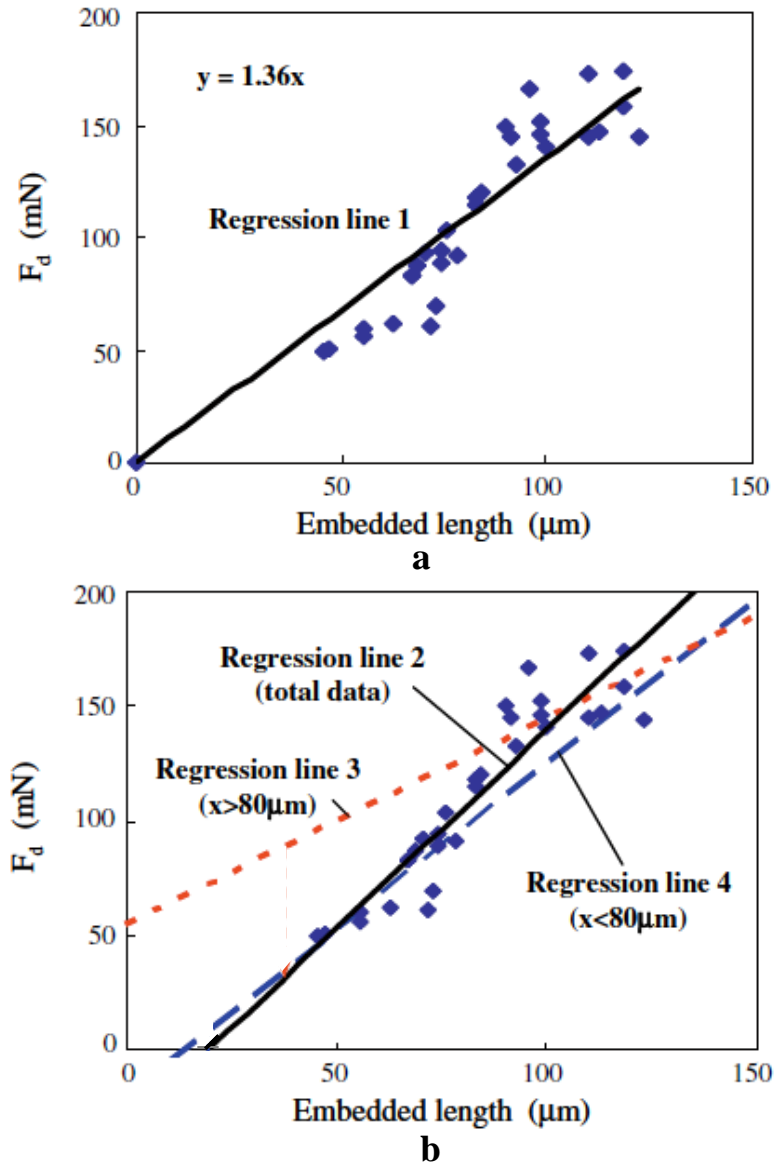 200
y = 1.36x
150
Regression line 1
100
F_d (mN)
50
0
0 50 100 150
Embedded length (μm)
a
200
Regression line 2
(total data)
150
Regression line 3
(x>80μm)
100
F_d (mN)
Regression line 4
(x<80μm)
50
0
0 50 100 150
Embedded length (μm)
b